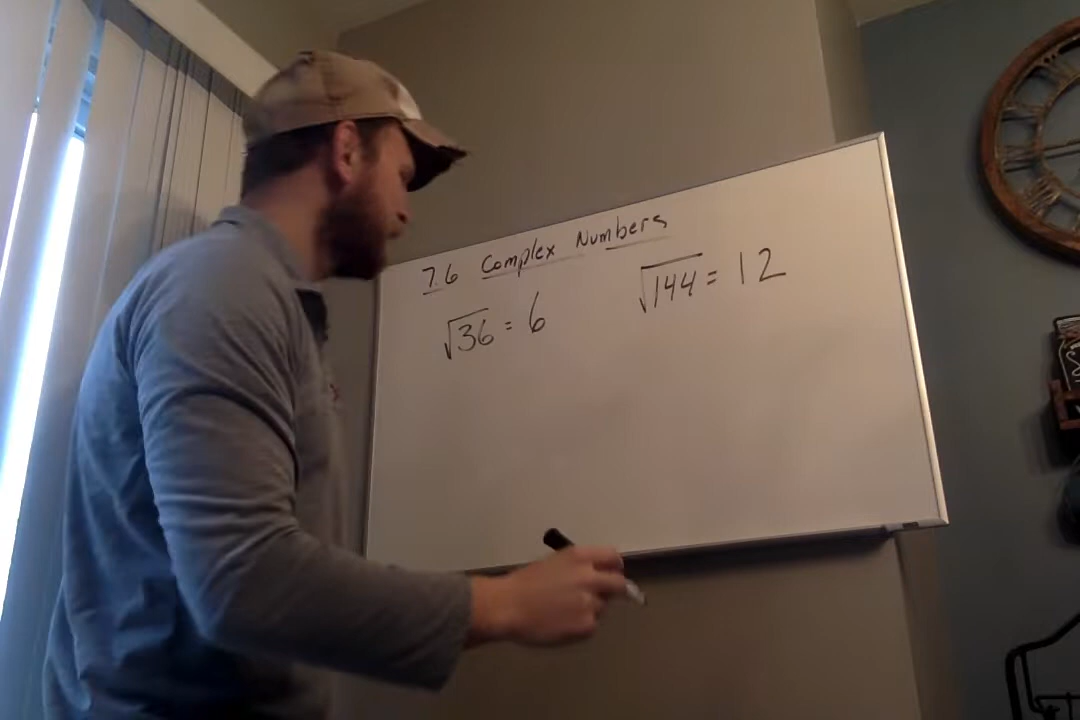 7.6 Complex Numbers
√36 = 6
√144 = 12